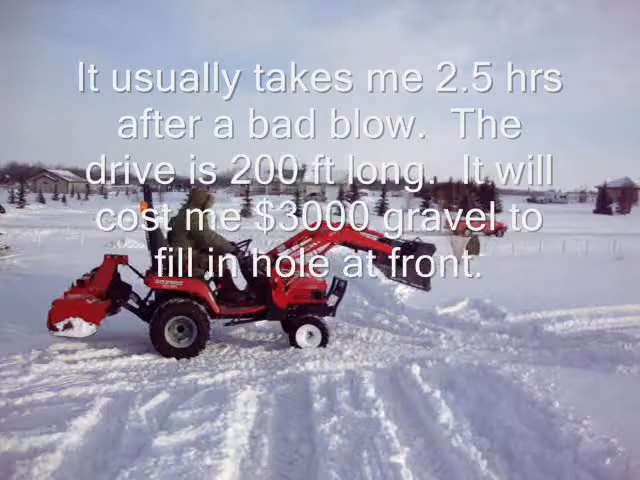 It usually takes me 2.5 hrs
after a bad blow.  The
drive is 200 ft long.  It will
cost me $3000 gravel to
fill in hole at front.